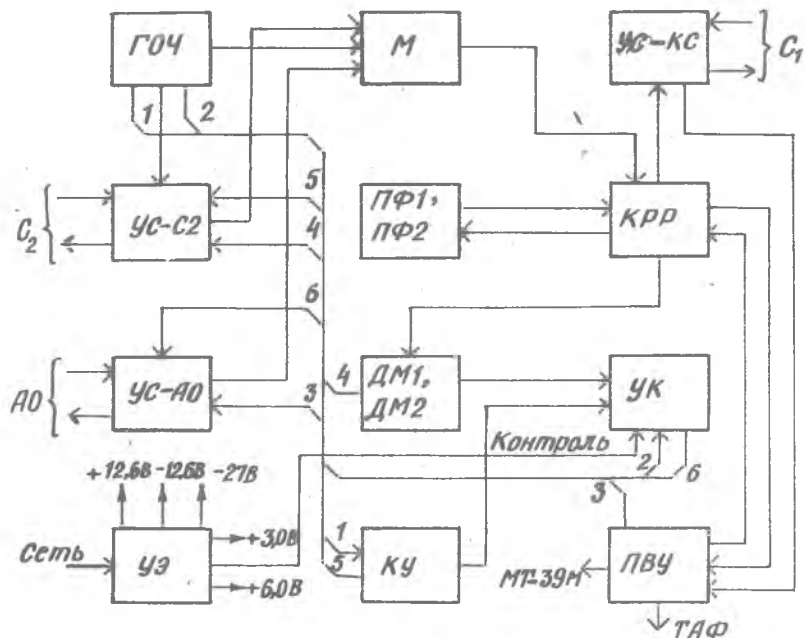 ГОЧ
М
УС-КС
C₁
1
2
5
4
C₂
УС-С2
ПФ1,
ПФ2
КРР
6
3
4
АО
УС-АО
ДМ1,
ДМ2
УК
Контроль
2
6
+12,6В -12,6В -27В
3
Сеть
УЭ
+3,0В
+6,0В
1
5
КУ
МТ-39М
ПВУ
ТАФ